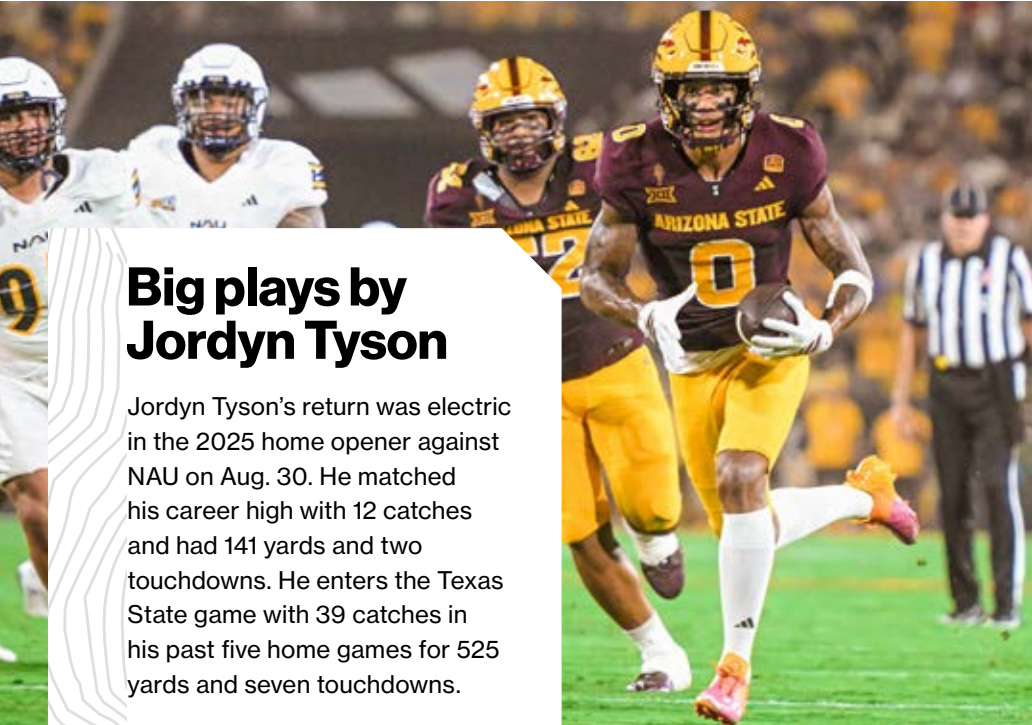 0
ARIZONA STATE
ARIZONA STATE
0
NAU
NAU
Big plays by
Jordyn Tyson
Jordyn Tyson’s return was electric
in the 2025 home opener against
NAU on Aug. 30. He matched
his career high with 12 catches
and had 141 yards and two
touchdowns. He enters the Texas
State game with 39 catches in
his past five home games for 525
yards and seven touchdowns.